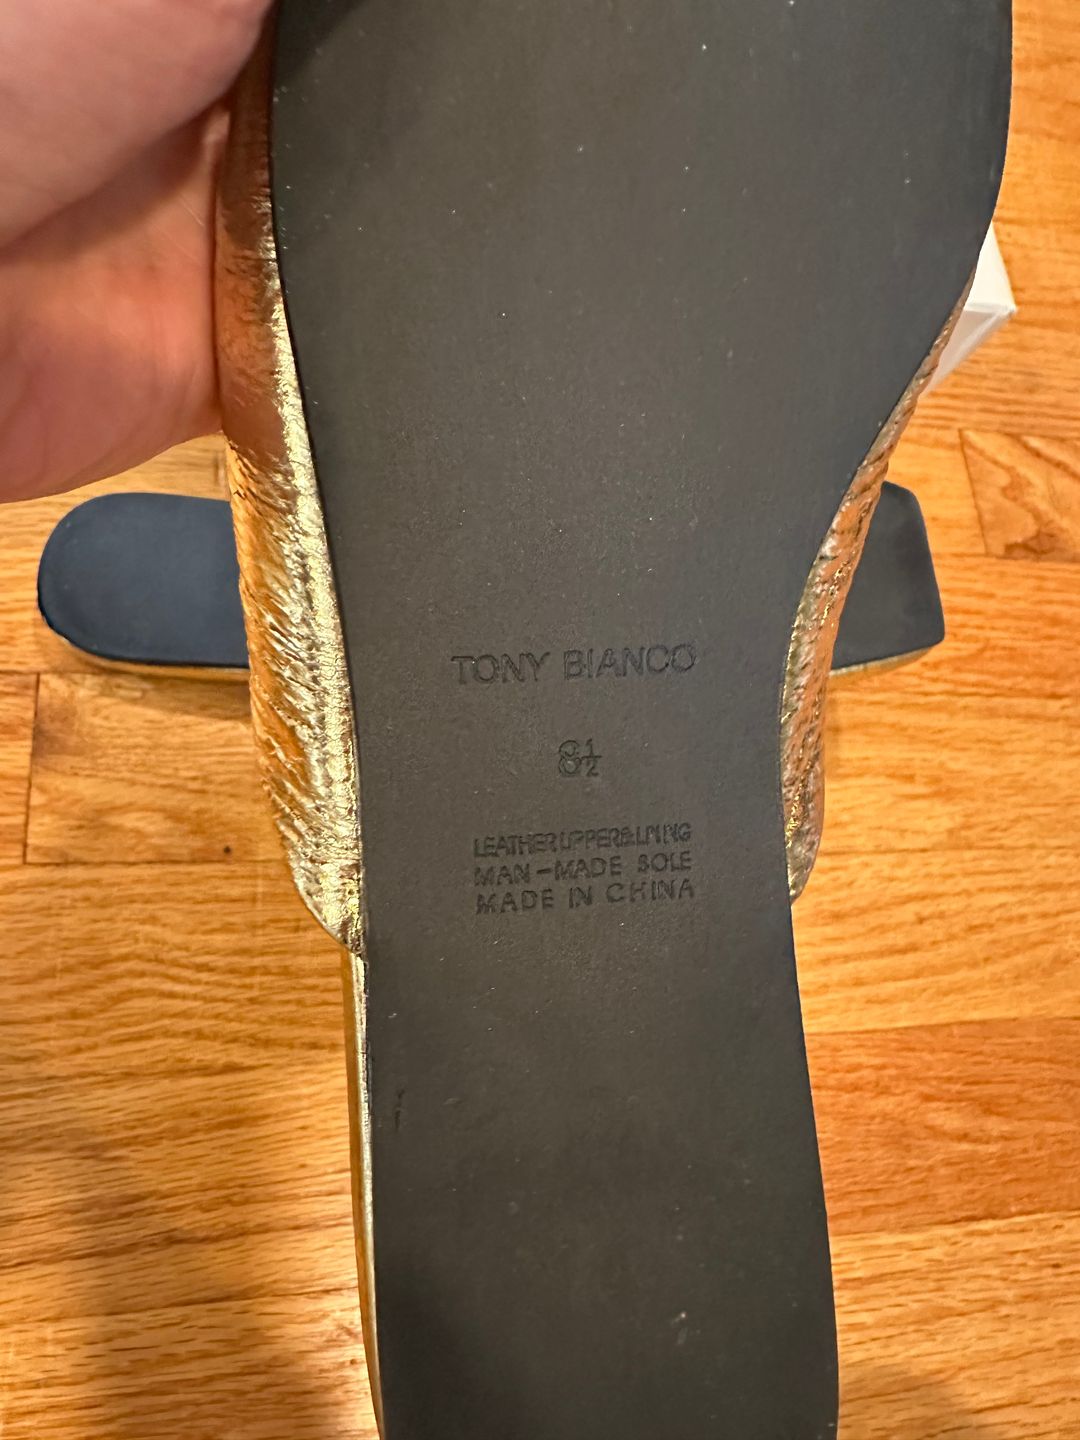 TONY BIANCO
8½
LEATHER UPPER&LINING
MAN-MADE SOLE
MADE IN CHINA